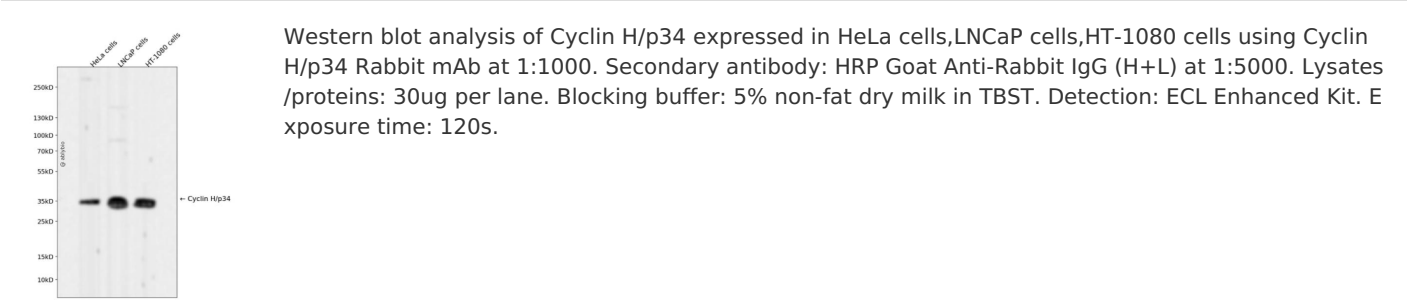 HeLa cells
LNCaP cells
HT-1080 cells
250kD
130kD
100kD
70kD
55kD
35kD
25kD
15kD
10kD
← Cyclin H/p34
Western blot analysis of Cyclin H/p34 expressed in HeLa cells,LNCaP cells,HT-1080 cells using Cyclin
H/p34 Rabbit mAb at 1:1000. Secondary antibody: HRP Goat Anti-Rabbit IgG (H+L) at 1:5000. Lysates
/proteins: 30ug per lane. Blocking buffer: 5% non-fat dry milk in TBST. Detection: ECL Enhanced Kit. E
xposure time: 120s.